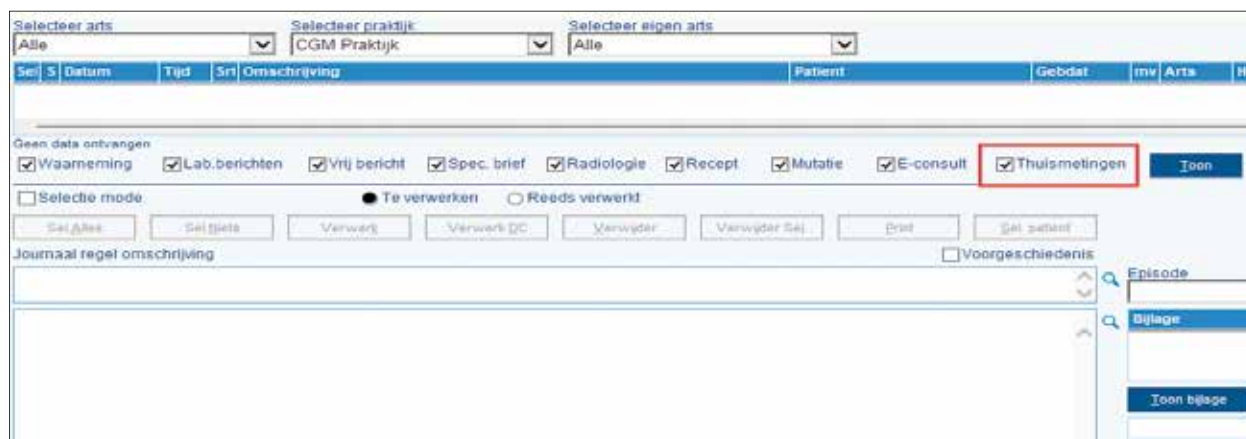 Selecteer arts Selecteer praktijk Selecteer eigen arts
Alle CGM Praktijk Alle
Sel S Datum Tijd Srt Omschrijving Patient Gebdat mv Arts H
Geen data ontvangen
Waarneming Lab.berichten Vrij bericht Spec. brief Radiologie Recept Mutatie E-consult Thuismetingen Toon
Selectie mode Te verwerken Reeds verwerkt
Sel Alles Sel Niets Verwerk Verwerk DC Verwijder Verwijder Sel Print Sel. patient
Journaal regel omschrijving Voorgeschiedenis
Episode
Bijlage
Toon bijlage